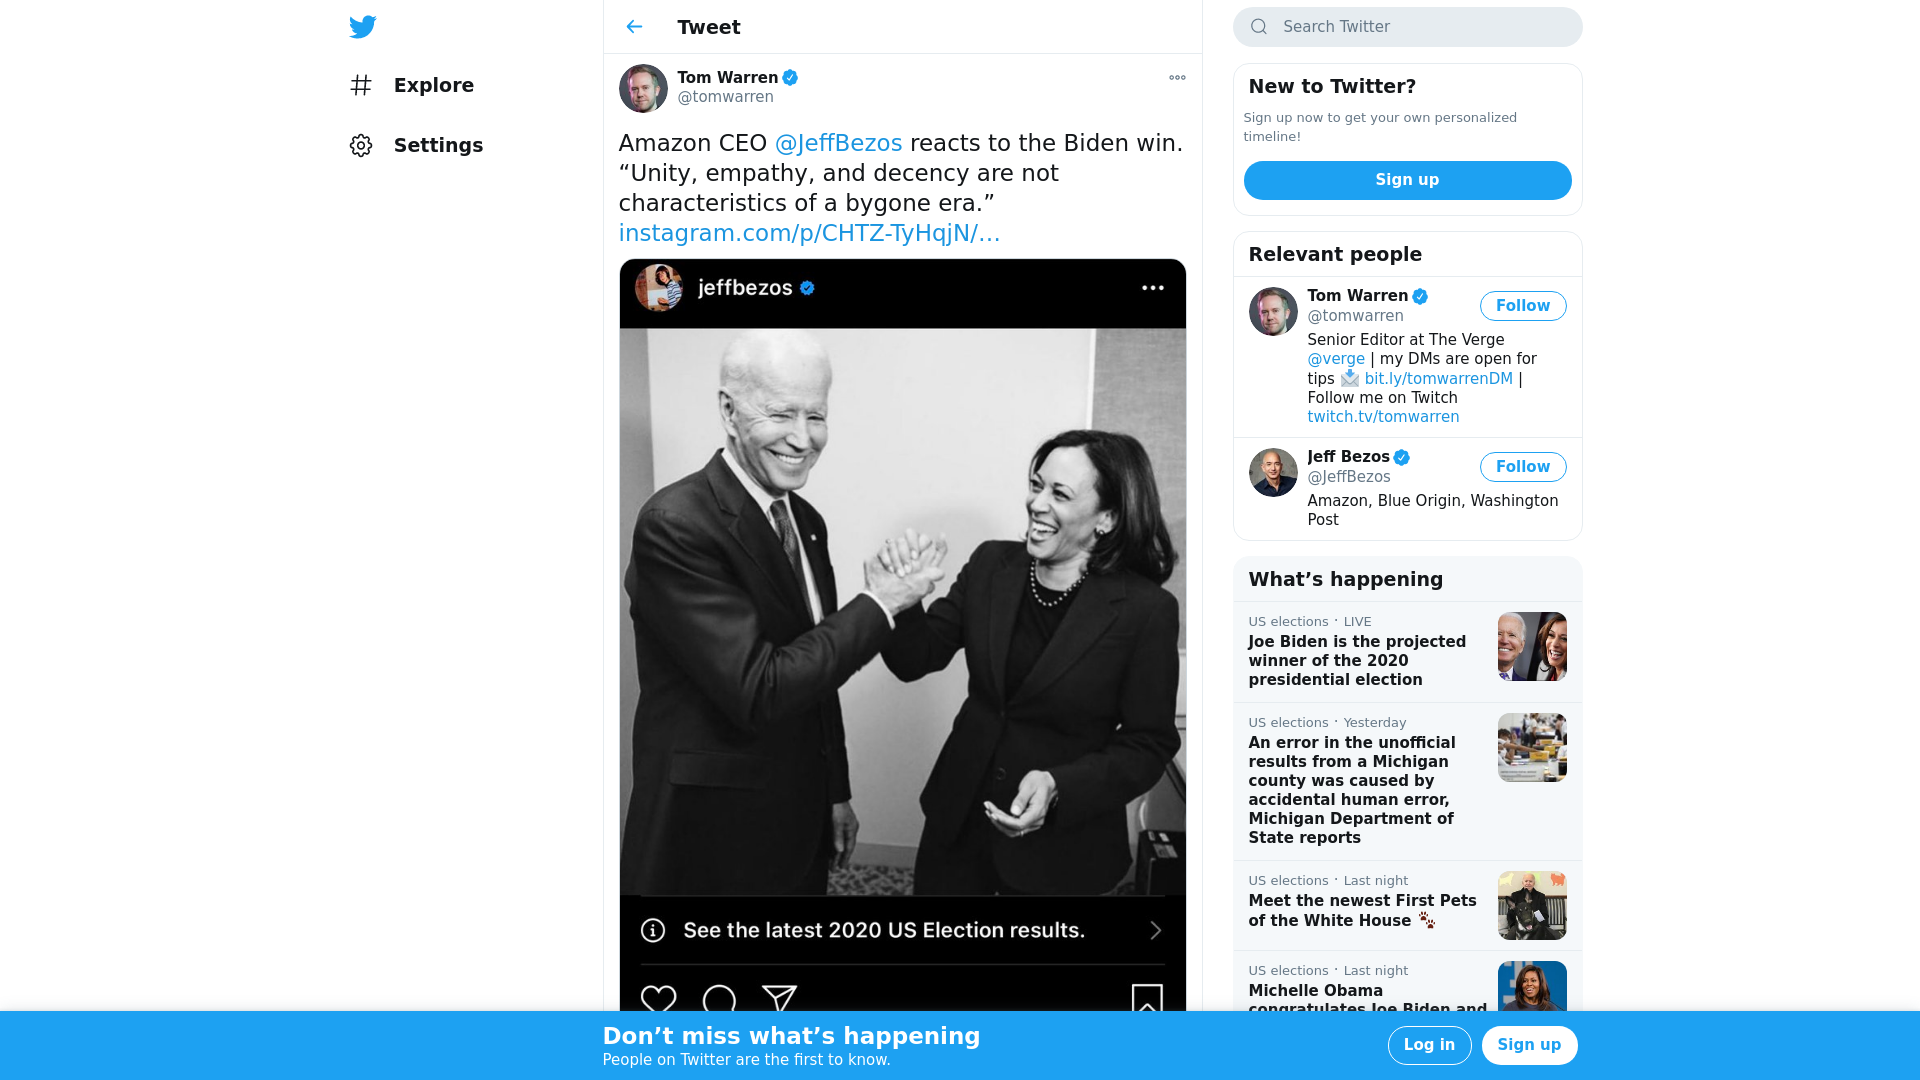 Explore
Settings
Tweet
Tom Warren
@tomwarren
Amazon CEO @JeffBezos reacts to the Biden win.
“Unity, empathy, and decency are not
characteristics of a bygone era.”
instagram.com/p/CHTZ-TyHqjN/…
jeffbezos
See the latest 2020 US Election results.
Search Twitter
New to Twitter?
Sign up now to get your own personalized
timeline!
Sign up
Relevant people
Tom Warren
@tomwarren
Follow
Senior Editor at The Verge
@verge | my DMs are open for
tips 📩 bit.ly/tomwarrenDM |
Follow me on Twitch
twitch.tv/tomwarren
Jeff Bezos
@JeffBezos
Follow
Amazon, Blue Origin, Washington
Post
What’s happening
US elections · LIVE
Joe Biden is the projected
winner of the 2020
presidential election
US elections · Yesterday
An error in the unofficial
results from a Michigan
county was caused by
accidental human error,
Michigan Department of
State reports
US elections · Last night
Meet the newest First Pets
of the White House 🐾
US elections · Last night
Michelle Obama
congratulates Joe Biden and
Don’t miss what’s happening
People on Twitter are the first to know.
Log in
Sign up